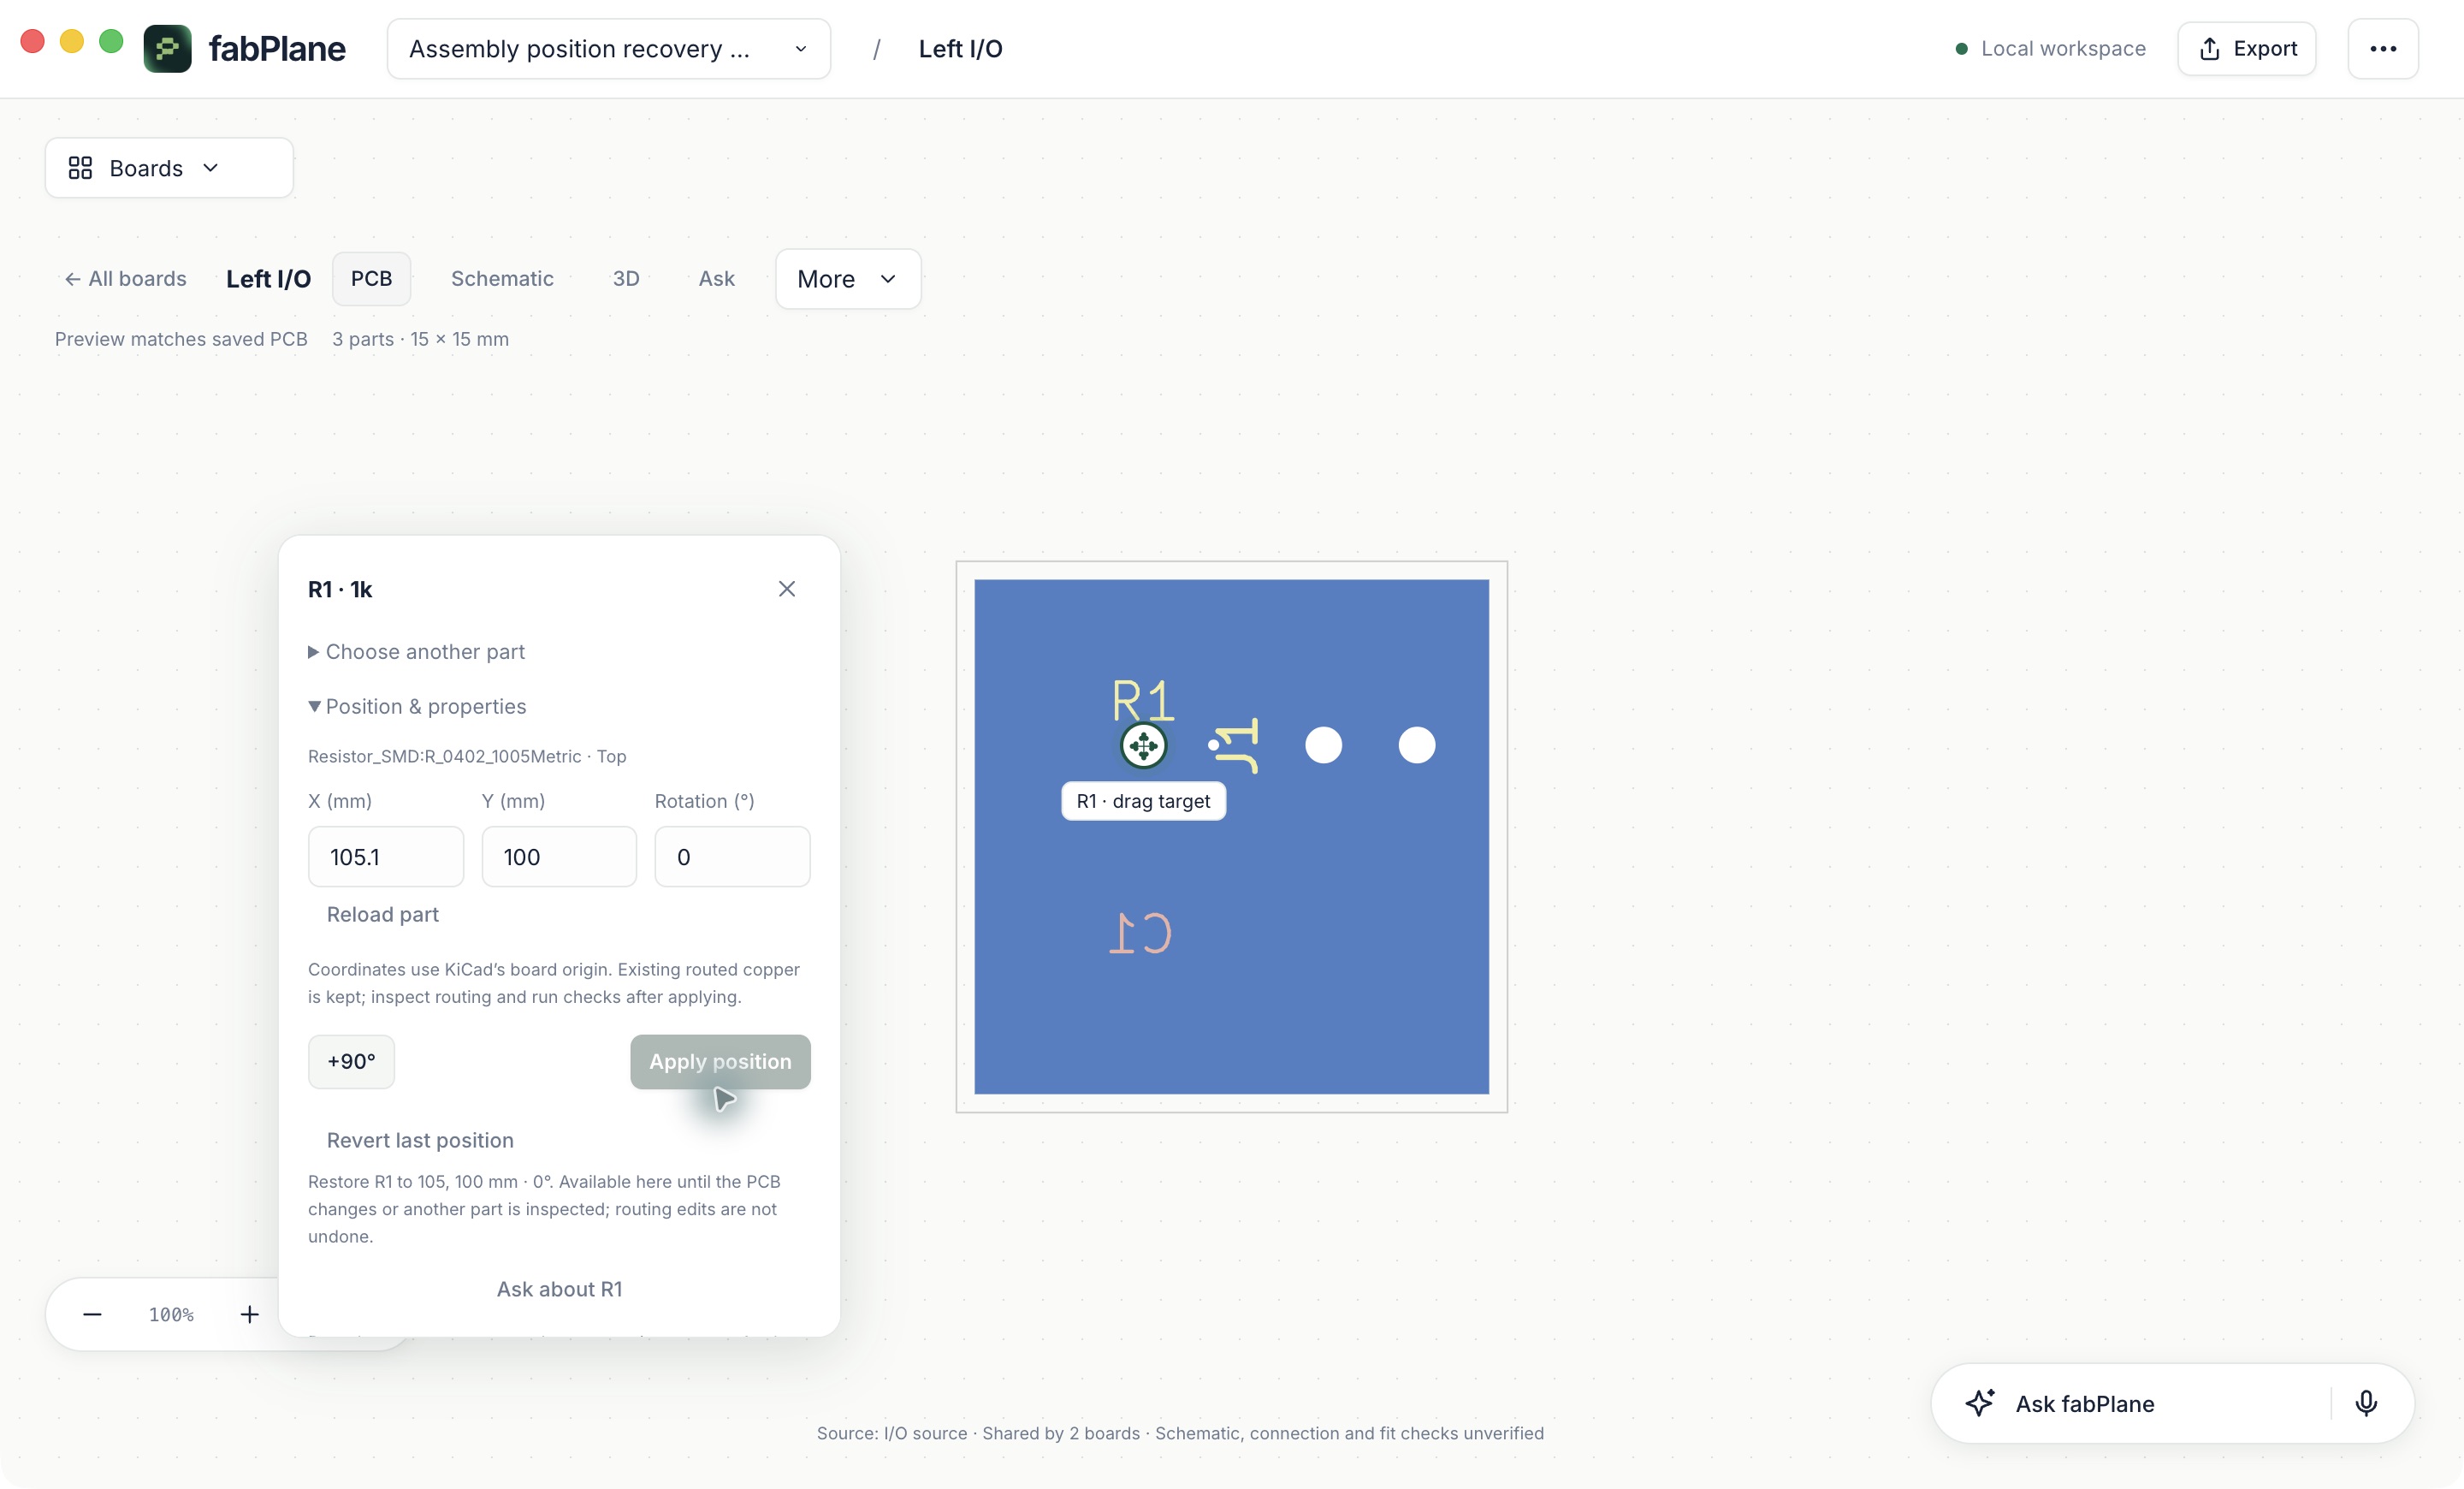 fabPlane
Assembly position recovery ...
/
Left I/O
Local workspace
Export
Boards
← All boards
Left I/O
PCB
Schematic
3D
Ask
More
Preview matches saved PCB
3 parts · 15 × 15 mm
R1 · 1k
Choose another part
Position & properties
Resistor_SMD:R_0402_1005Metric · Top
X (mm)
Y (mm)
Rotation (°)
105.1
100
0
Reload part
Coordinates use KiCad’s board origin. Existing routed copper
is kept; inspect routing and run checks after applying.
+90°
Apply position
Revert last position
Restore R1 to 105, 100 mm · 0°. Available here until the PCB
changes or another part is inspected; routing edits are not
undone.
Ask about R1
R1
J1
R1 · drag target
C1
100%
Ask fabPlane
Source: I/O source · Shared by 2 boards · Schematic, connection and fit checks unverified